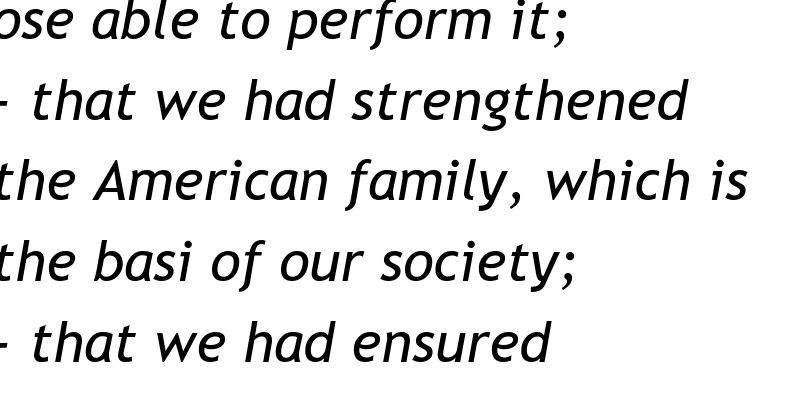 ose able to perform it;
- that we had strengthened
the American family, which is
the basi of our society;
- that we had ensured